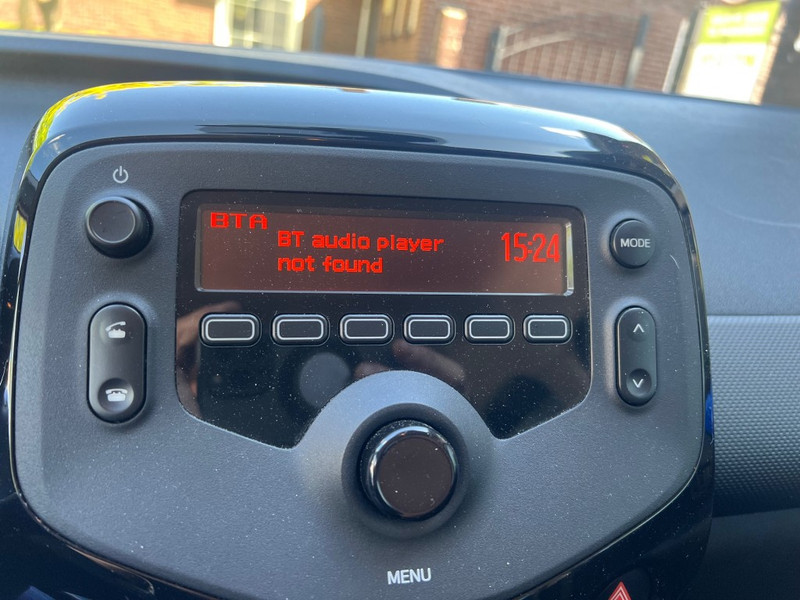 BTA
BT audio player
not found
15:24
MODE
MENU